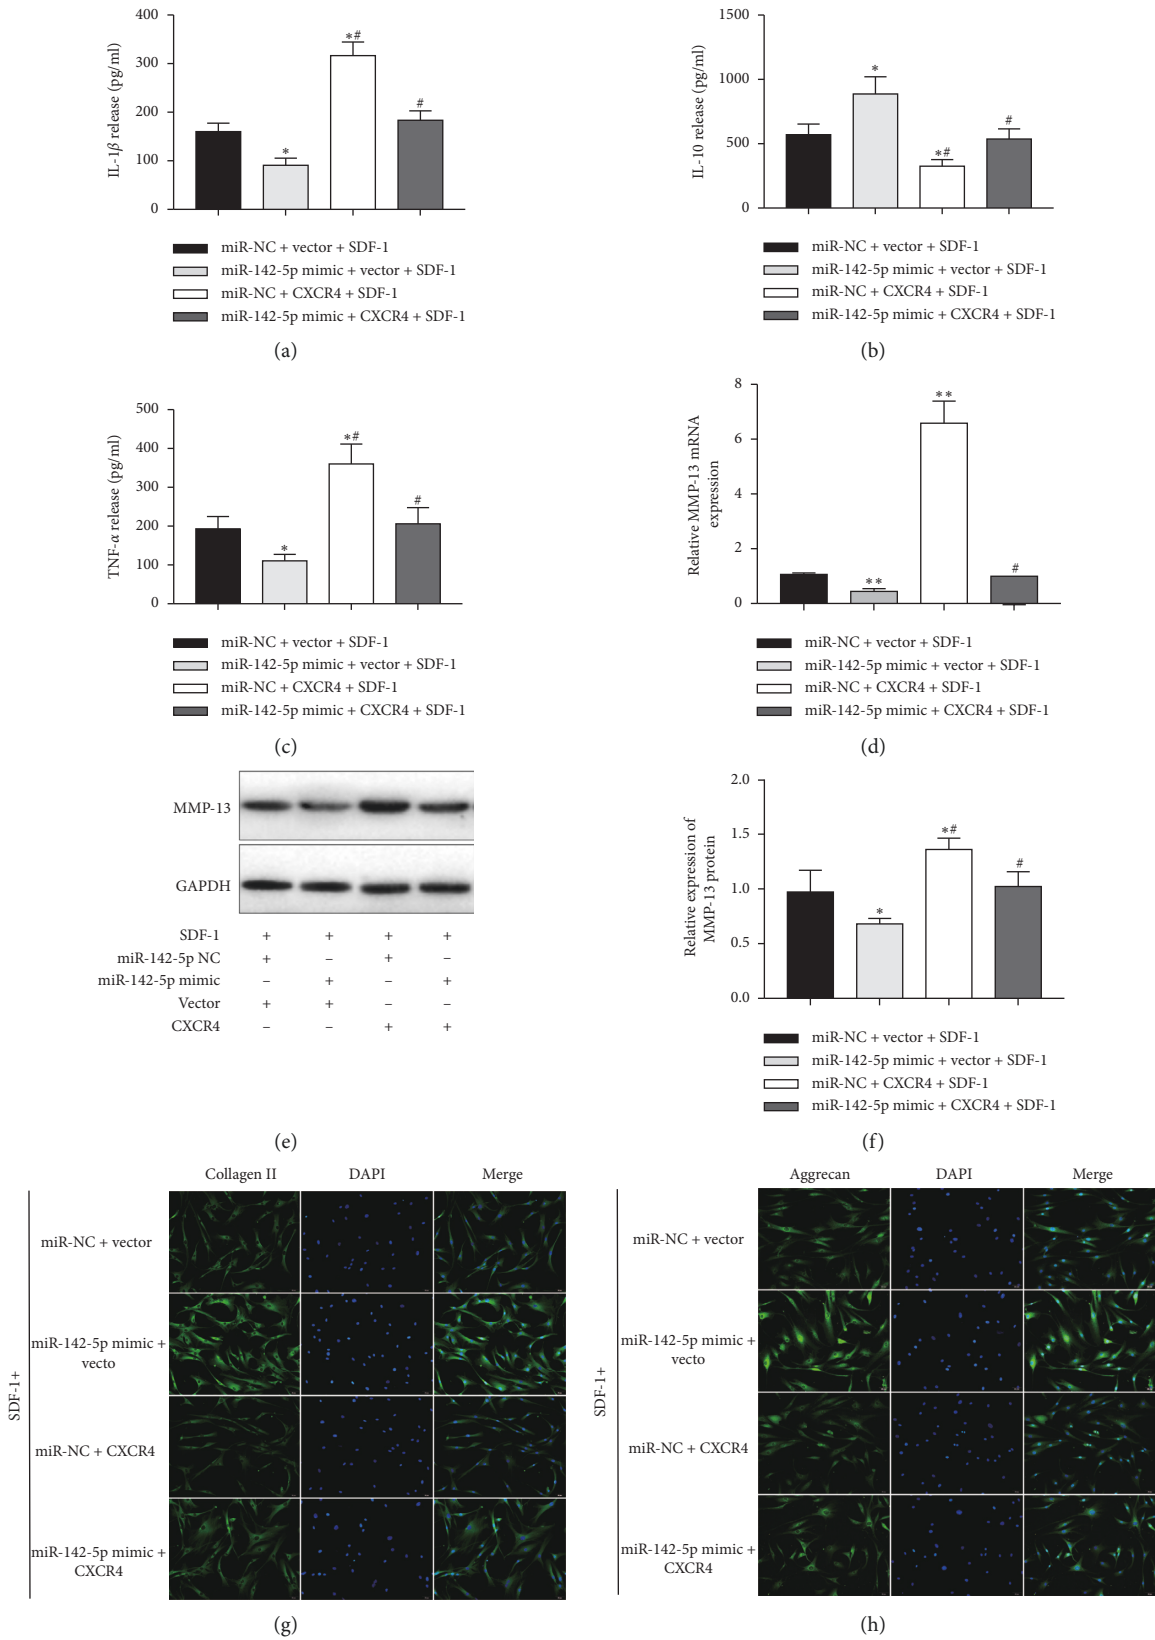 400
300
200
100
0
IL-1β release (pg/ml)
*
*#
#
miR-NC + vector + SDF-1
miR-142-5p mimic + vector + SDF-1
miR-NC + CXCR4 + SDF-1
miR-142-5p mimic + CXCR4 + SDF-1
(a)
1500
1000
500
0
IL-10 release (pg/ml)
*
*#
#
miR-NC + vector + SDF-1
miR-142-5p mimic + vector + SDF-1
miR-NC + CXCR4 + SDF-1
miR-142-5p mimic + CXCR4 + SDF-1
(b)
500
400
300
200
100
0
TNF-α release (pg/ml)
*
*#
#
miR-NC + vector + SDF-1
miR-142-5p mimic + vector + SDF-1
miR-NC + CXCR4 + SDF-1
miR-142-5p mimic + CXCR4 + SDF-1
(c)
8
6
4
2
0
Relative MMP-13 mRNA
expression
**
**
#
miR-NC + vector + SDF-1
miR-142-5p mimic + vector + SDF-1
miR-NC + CXCR4 + SDF-1
miR-142-5p mimic + CXCR4 + SDF-1
(d)
MMP-13
GAPDH
SDF-1 + + + +
miR-142-5p NC + – + –
miR-142-5p mimic – + – +
Vector + + – –
CXCR4 – – + +
(e)
2.0
1.5
1.0
0.5
0.0
Relative expression of
MMP-13 protein
*
*#
#
miR-NC + vector + SDF-1
miR-142-5p mimic + vector + SDF-1
miR-NC + CXCR4 + SDF-1
miR-142-5p mimic + CXCR4 + SDF-1
(f)
Collagen II DAPI Merge
SDF-1+
miR-NC + vector
miR-142-5p mimic +
vecto
miR-NC + CXCR4
miR-142-5p mimic +
CXCR4
(g)
Aggrecan DAPI Merge
SDF-1+
miR-NC + vector
miR-142-5p mimic +
vecto
miR-NC + CXCR4
miR-142-5p mimic +
CXCR4
(h)